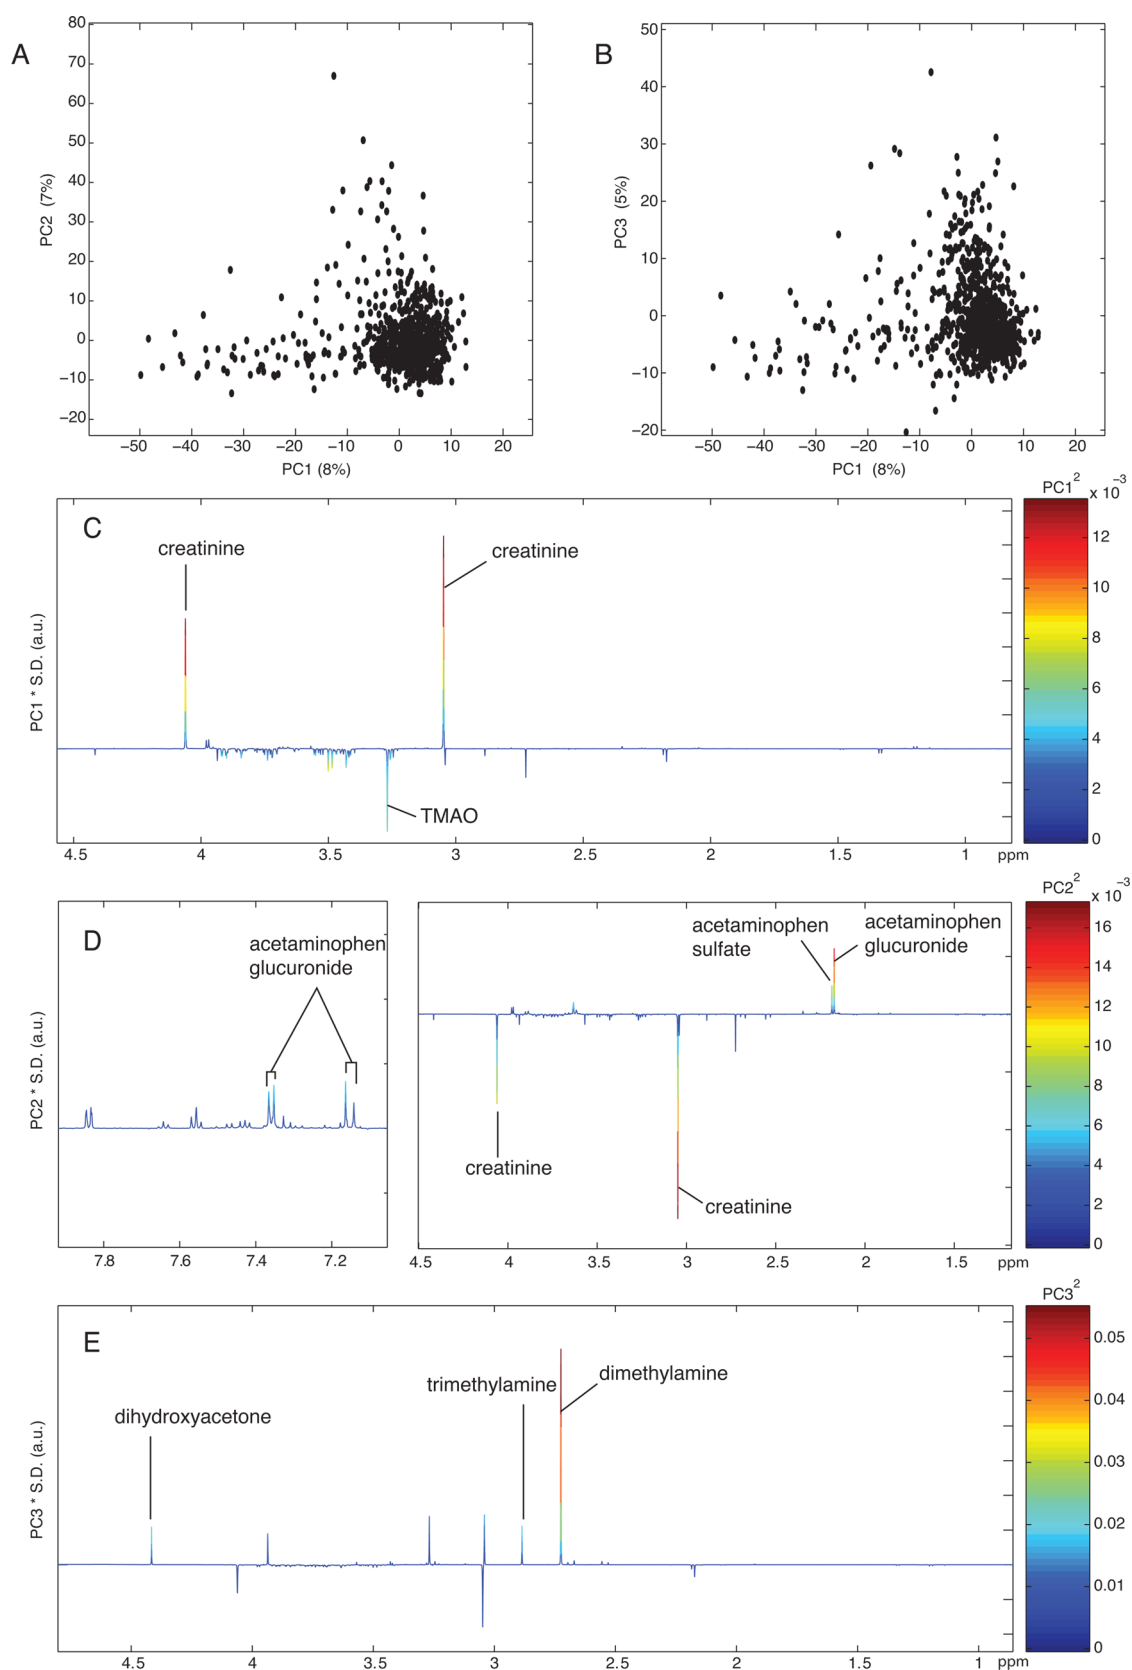 A
80
70
60
50
40
30
20
10
0
−10
−20
PC2 (7%)
−50 −40 −30 −20 −10 0 10 20
PC1 (8%)
B
50
40
30
20
10
0
−10
−20
PC3 (5%)
−50 −40 −30 −20 −10 0 10 20
PC1 (8%)
C
creatinine
creatinine
TMAO
PC1 * S.D. (a.u.)
4.5 4 3.5 3 2.5 2 1.5 1 ppm
PC1²
x 10⁻³
12
10
8
6
4
2
0
D
acetaminophen
glucuronide
PC2 * S.D. (a.u.)
7.8 7.6 7.4 7.2
acetaminophen
sulfate
acetaminophen
glucuronide
creatinine
creatinine
4.5 4 3.5 3 2.5 2 1.5 ppm
PC2²
x 10⁻³
16
14
12
10
8
6
4
2
0
E
dihydroxyacetone
trimethylamine
dimethylamine
PC3 * S.D. (a.u.)
4.5 4 3.5 3 2.5 2 1.5 1 ppm
PC3²
0.05
0.04
0.03
0.02
0.01
0